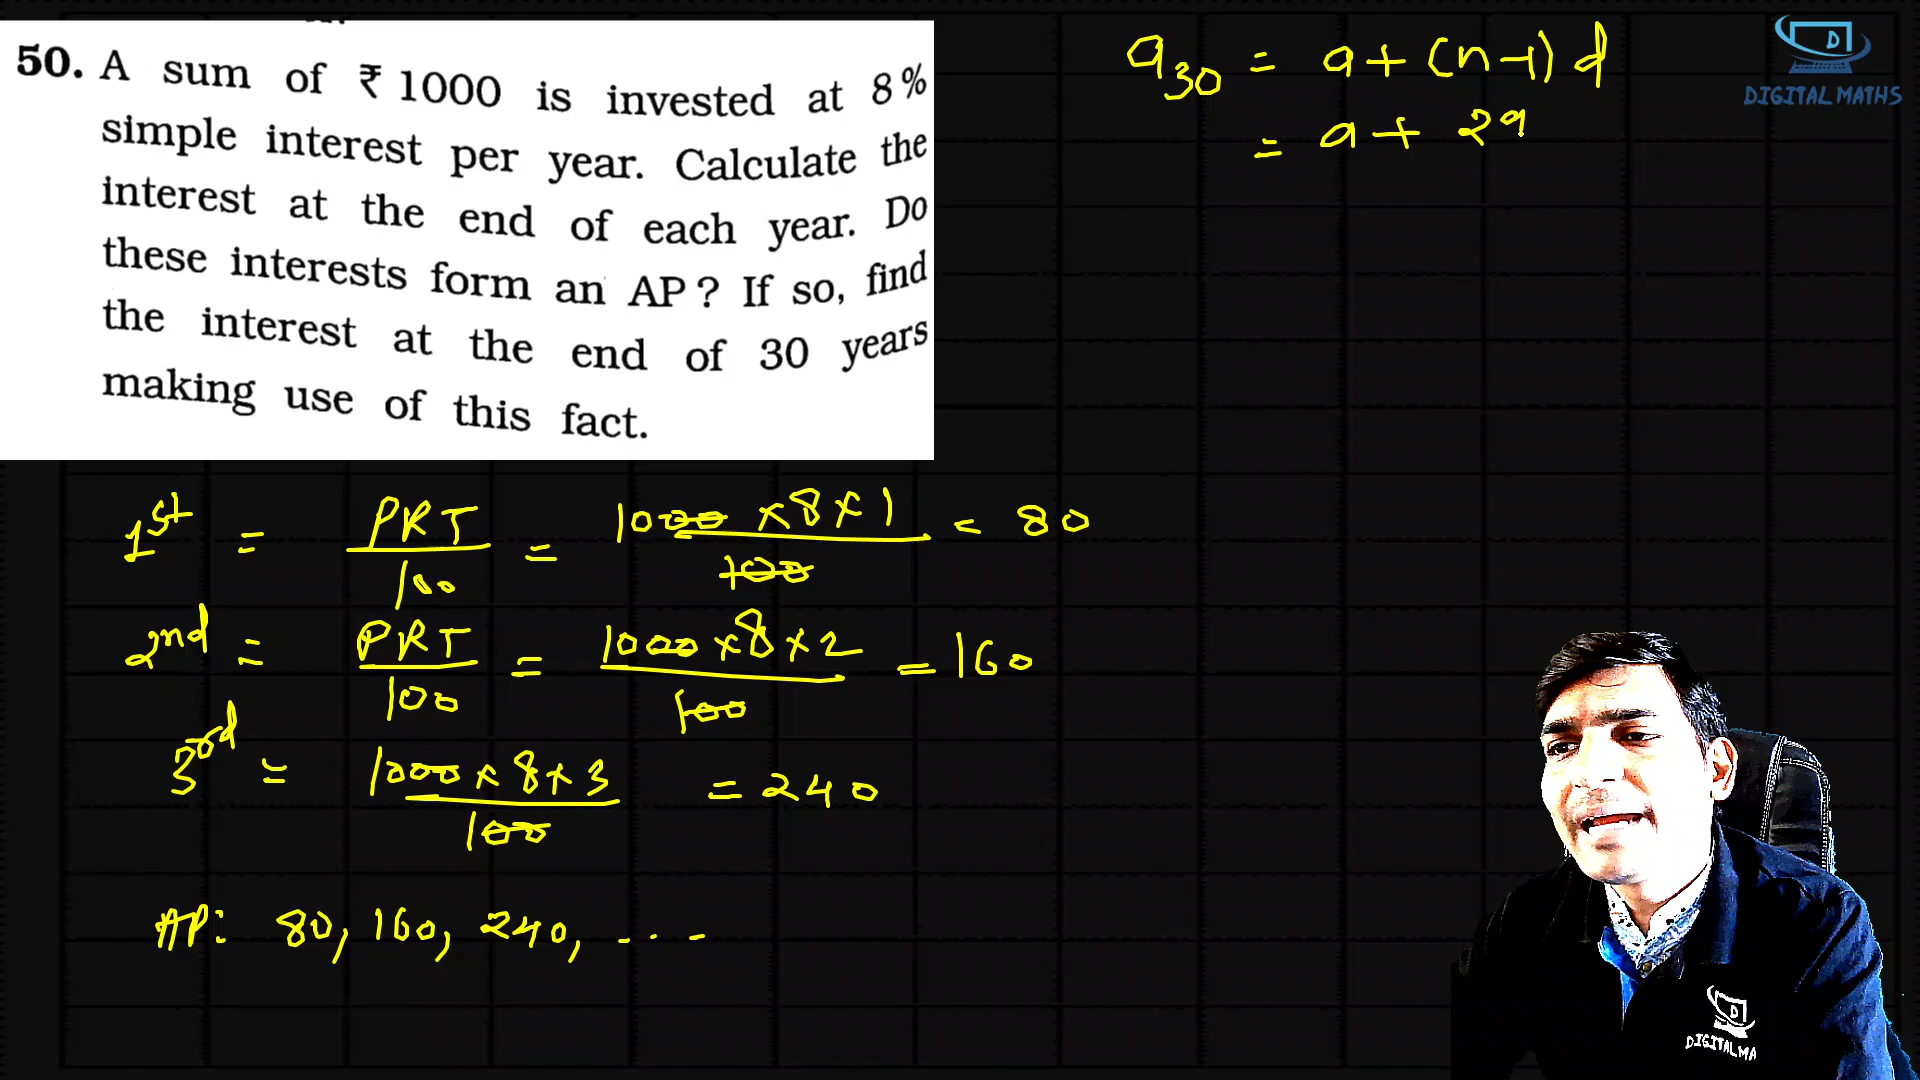 50. A sum of ₹ 1000 is invested at 8%
simple interest per year. Calculate the
interest at the end of each year. Do
these interests form an AP? If so, find
the interest at the end of 30 years
making use of this fact.
a₃₀ = a + (n-1) d
= a + 29
DIGITAL MATHS
1st = PRT/100 = 1000 × 8 × 1/100 = 80
2nd = PRT/100 = 1000 × 8 × 2/100 = 160
3rd = 1000 × 8 × 3/100 = 240
AP: 80, 160, 240, ....
DIGITAL MA